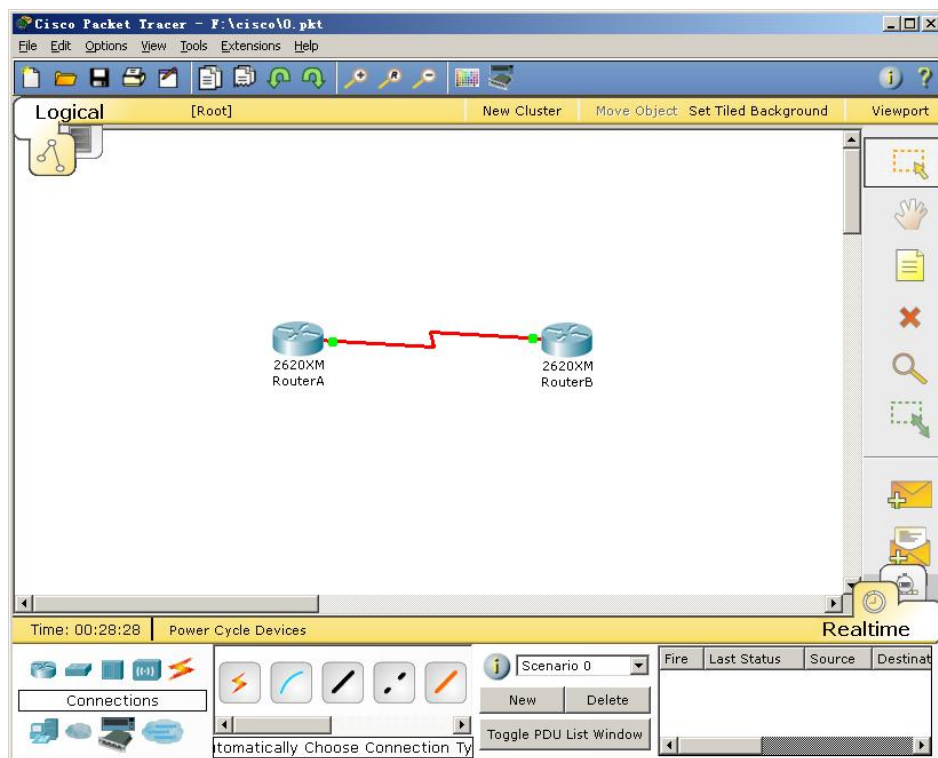 Cisco Packet Tracer - F:\cisco\0.pkt
File Edit Options View Tools Extensions Help
Logical [Root] New Cluster Move Object Set Tiled Background Viewport
2620XM
RouterA
2620XM
RouterB
Time: 00:28:28 Power Cycle Devices Realtime
Connections
utomatically Choose Connection Ty
Scenario 0
New Delete
Toggle PDU List Window
Fire Last Status Source Destinat